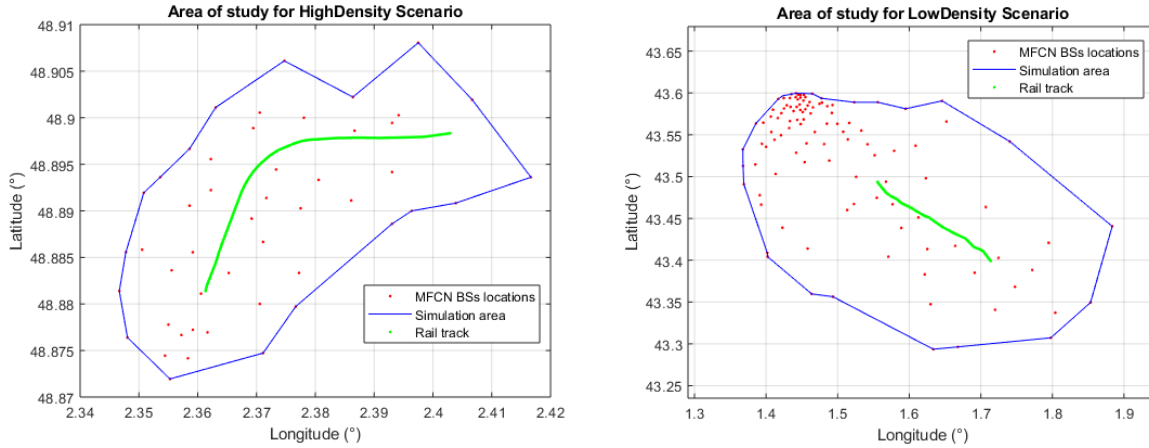 Area of study for HighDensity Scenario
48.91
48.905
48.9
48.895
48.89
48.885
48.88
48.875
48.87
Latitude (°)
MFCN BSs locations
Simulation area
Rail track
2.34 2.35 2.36 2.37 2.38 2.39 2.4 2.41 2.42
Longitude (°)
Area of study for LowDensity Scenario
43.65
43.6
43.55
43.5
43.45
43.4
43.35
43.3
43.25
Latitude (°)
MFCN BSs locations
Simulation area
Rail track
1.3 1.4 1.5 1.6 1.7 1.8 1.9
Longitude (°)